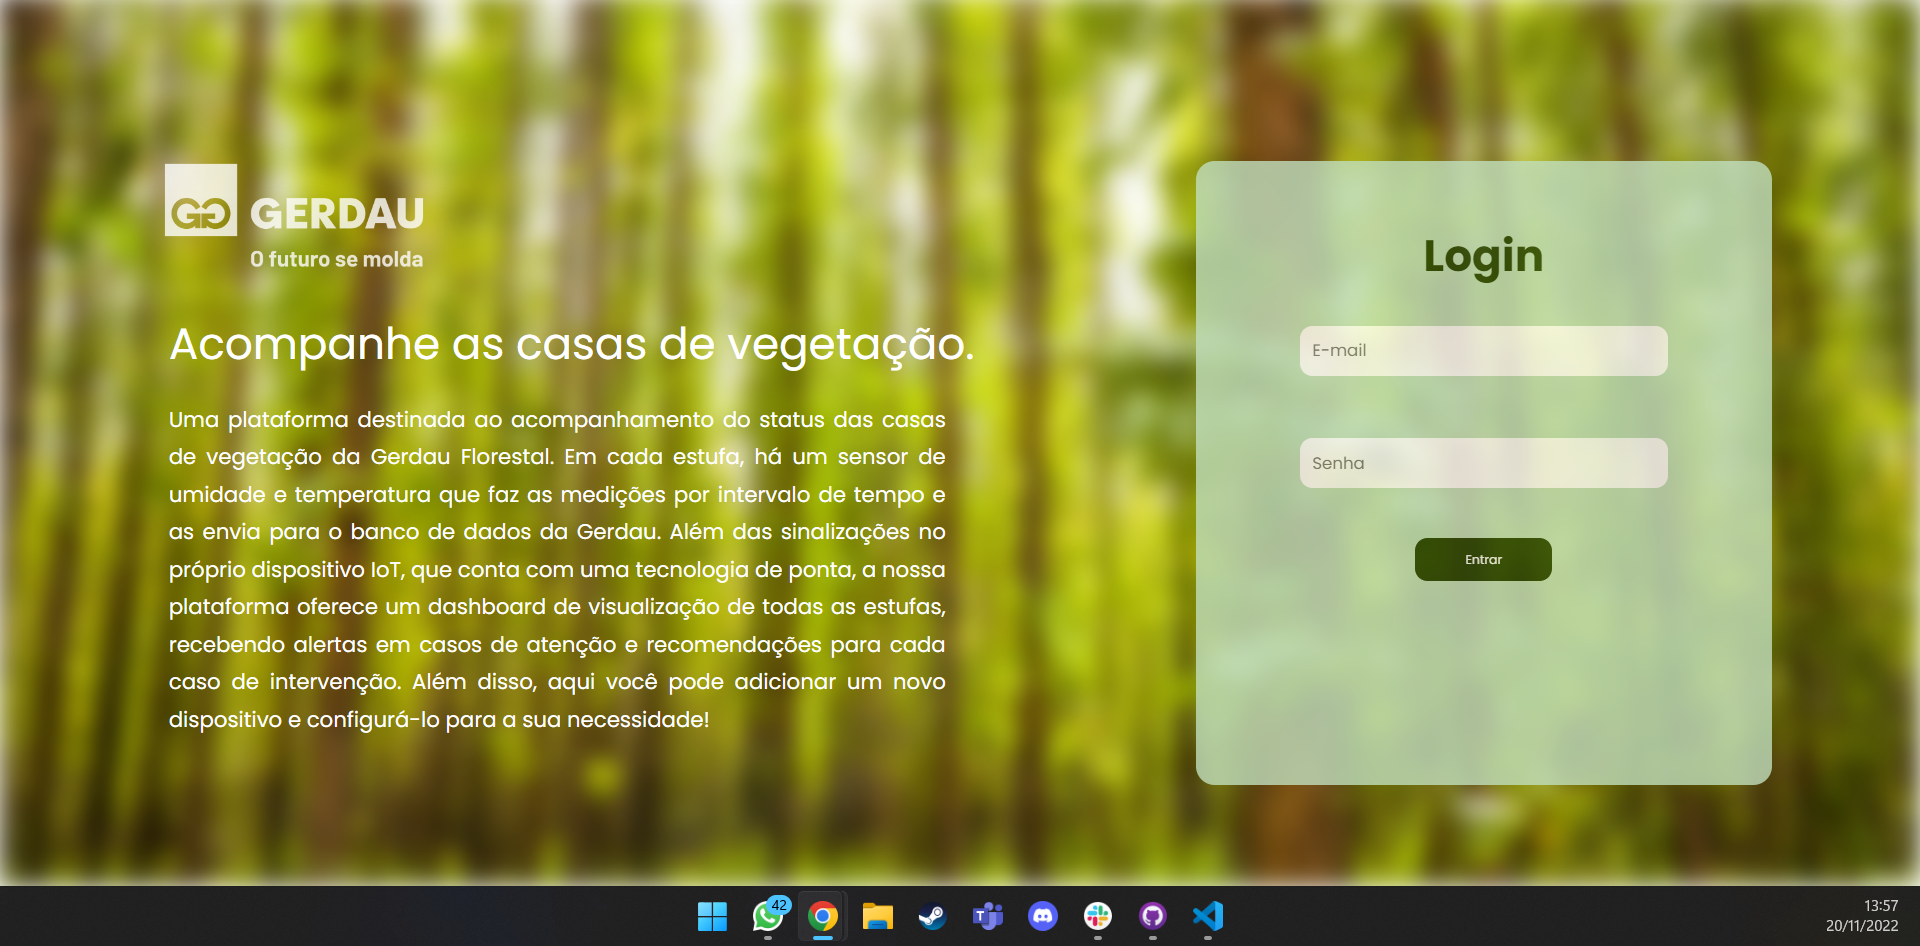 GERDAU
O futuro se molda
Acompanhe as casas de vegetação.
Uma plataforma destinada ao acompanhamento do status das casas
de vegetação da Gerdau Florestal. Em cada estufa, há um sensor de
umidade e temperatura que faz as medições por intervalo de tempo e
as envia para o banco de dados da Gerdau. Além das sinalizações no
próprio dispositivo IoT, que conta com uma tecnologia de ponta, a nossa
plataforma oferece um dashboard de visualização de todas as estufas,
recebendo alertas em casos de atenção e recomendações para cada
caso de intervenção. Além disso, aqui você pode adicionar um novo
dispositivo e configurá-lo para a sua necessidade!
Login
E-mail
Senha
Entrar
42
13:57
20/11/2022